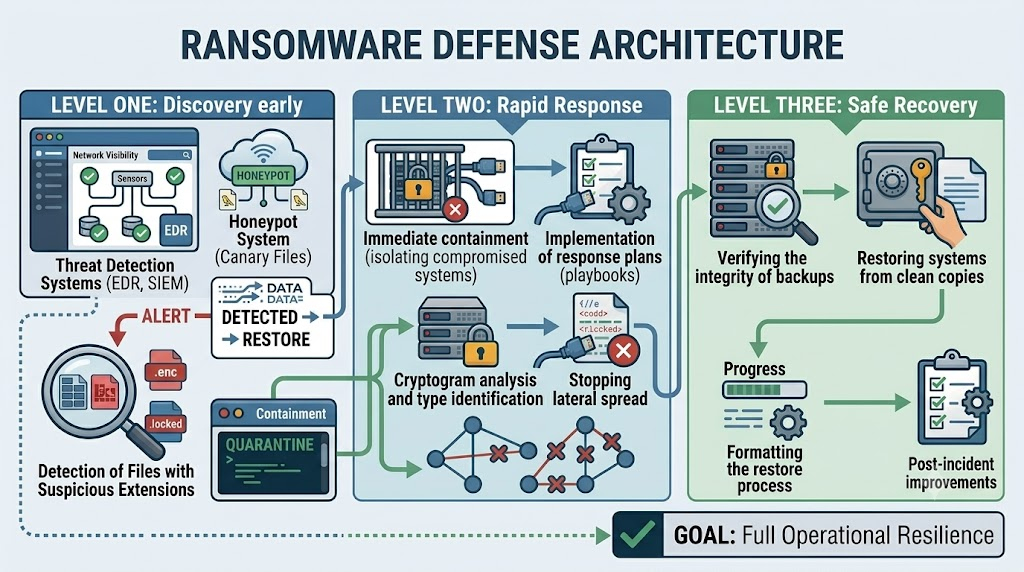 RANSOMWARE DEFENSE ARCHITECTURE
LEVEL ONE: Discovery early
Network Visibility
Sensors
EDR
Threat Detection
Systems (EDR, SIEM)
HONEYPOT
Honeypot
System
(Canary Files)
DATA
DATA=
DETECTED
RESTORE
ALERT
.enc
.locked
Detection of Files with
Suspicious Extensions
Containment
QUARANTINE
>
LEVEL TWO: Rapid Response
Immediate containment
(isolating compromised
systems)
Implementation
of response plans
(playbooks)
Cryptogram analysis
and type identification
<codd>
Stopping
lateral spread
LEVEL THREE: Safe Recovery
Verifying the
integrity of backups
Restoring systems
from clean copies
Progress
Formatting
the restore
process
Post-incident
improvements
GOAL: Full Operational Resilience